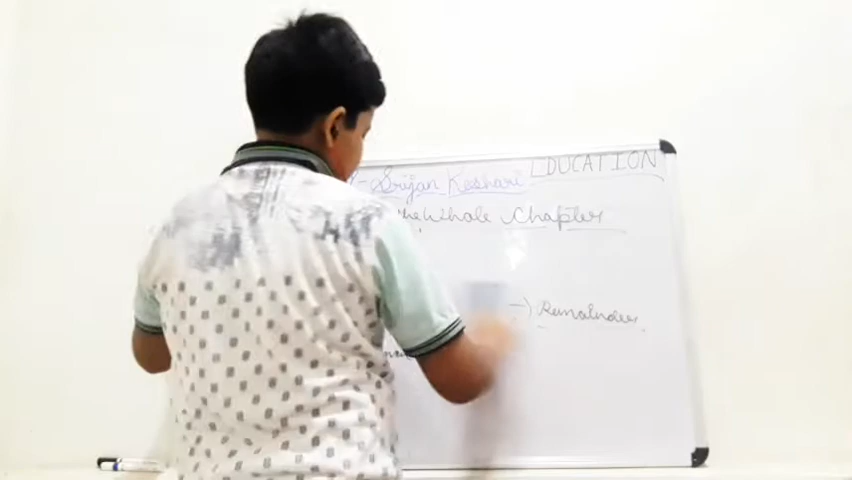 Srijan Keshari EDUCATION
the Whole Chapter
→ Remainder